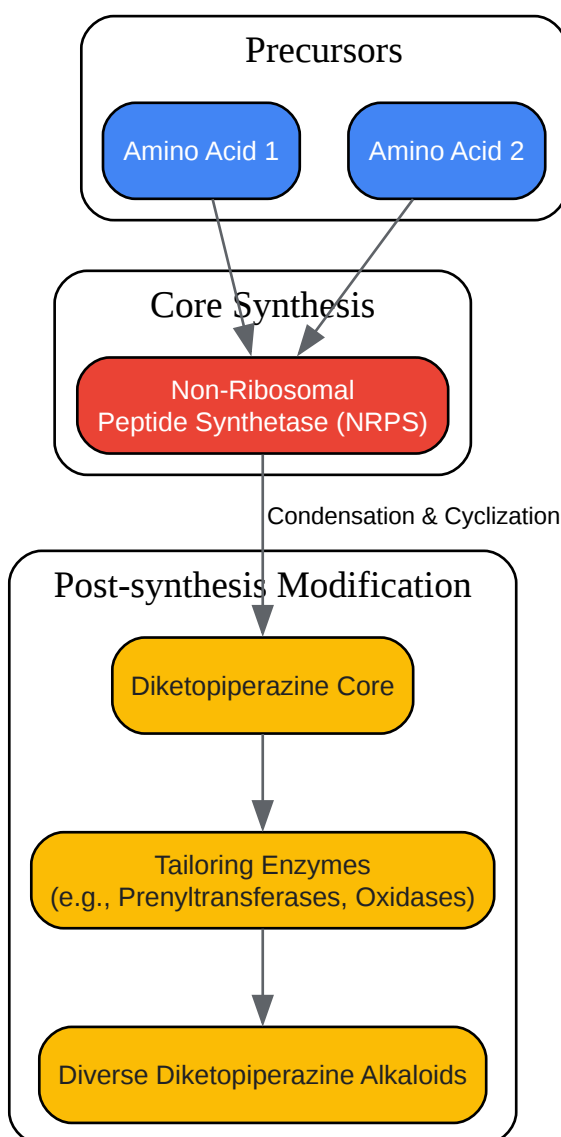 Precursors
Amino Acid 1
Amino Acid 2
Core Synthesis
Non-Ribosomal
Peptide Synthetase (NRPS)
Condensation & Cyclization
Post-synthesis Modification
Diketopiperazine Core
Tailoring Enzymes
(e.g., Prenyltransferases, Oxidases)
Diverse Diketopiperazine Alkaloids